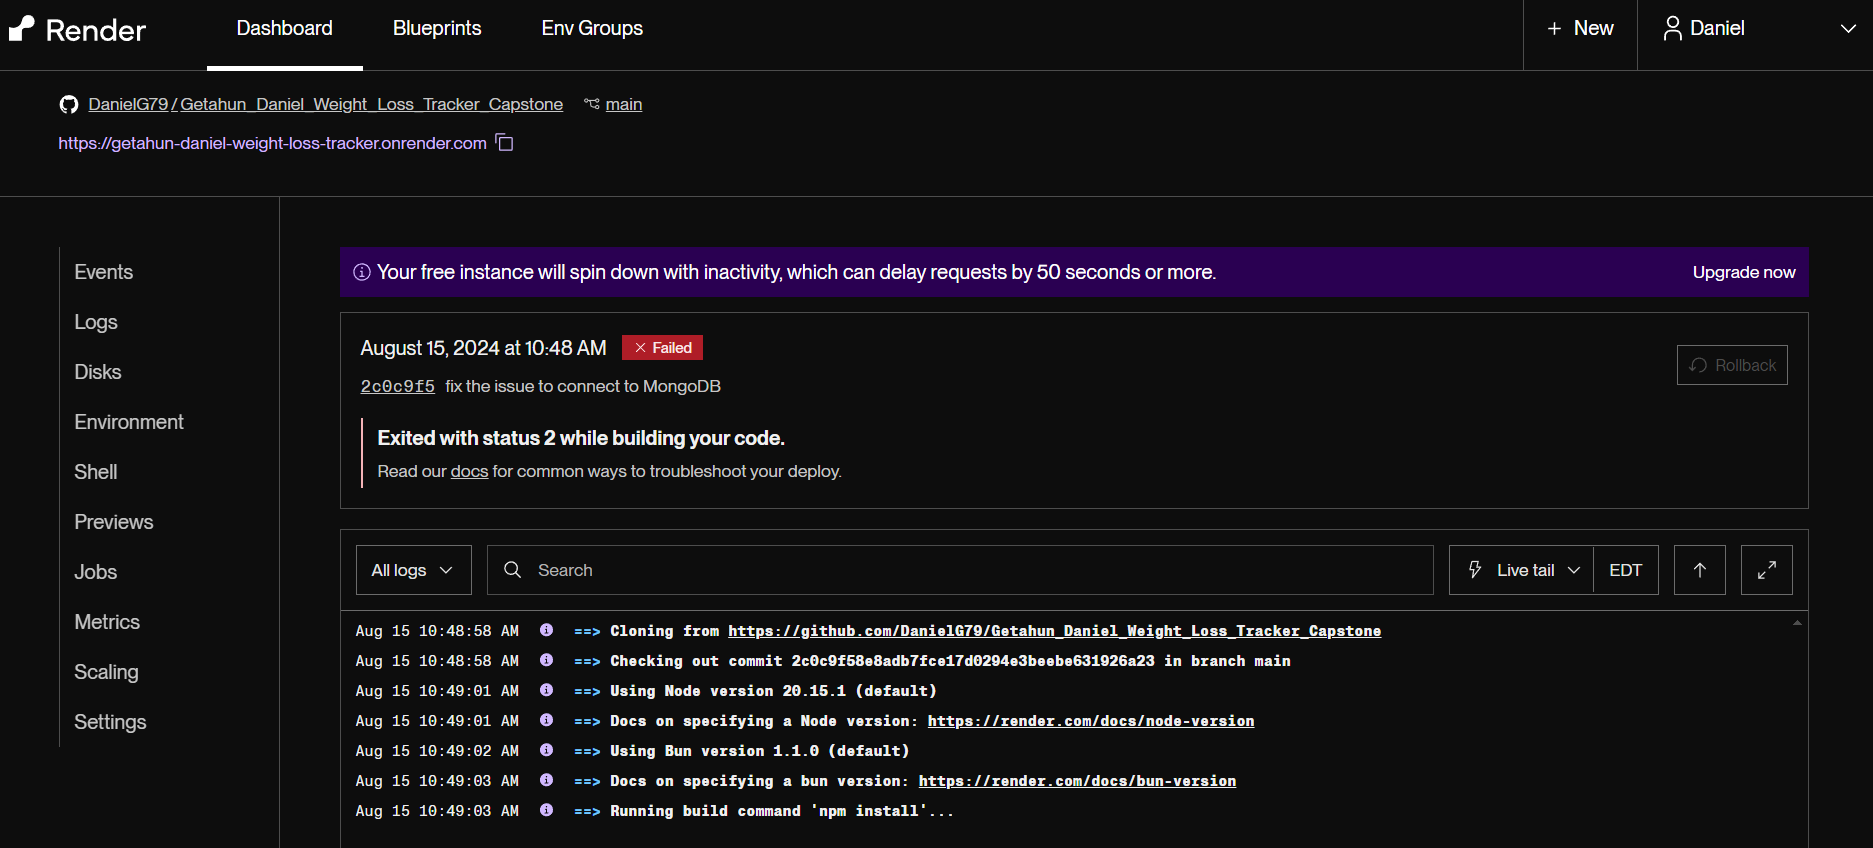 Render
Dashboard
Blueprints
Env Groups
+ New
Daniel
DanielG79 / Getahun_Daniel_Weight_Loss_Tracker_Capstone main
https://getahun-daniel-weight-loss-tracker.onrender.com
Events
Logs
Disks
Environment
Shell
Previews
Jobs
Metrics
Scaling
Settings
Your free instance will spin down with inactivity, which can delay requests by 50 seconds or more.
Upgrade now
August 15, 2024 at 10:48 AM Failed
Rollback
2c0c9f5 fix the issue to connect to MongoDB
Exited with status 2 while building your code.
Read our docs for common ways to troubleshoot your deploy.
All logs
Search
Live tail
EDT
Aug 15 10:48:58 AM ==> Cloning from https://github.com/DanielG79/Getahun_Daniel_Weight_Loss_Tracker_Capstone
Aug 15 10:48:58 AM ==> Checking out commit 2c0c9f58e8adb7fce17d0294e3beebe631926a23 in branch main
Aug 15 10:49:01 AM ==> Using Node version 20.15.1 (default)
Aug 15 10:49:01 AM ==> Docs on specifying a Node version: https://render.com/docs/node-version
Aug 15 10:49:02 AM ==> Using Bun version 1.1.0 (default)
Aug 15 10:49:03 AM ==> Docs on specifying a bun version: https://render.com/docs/bun-version
Aug 15 10:49:03 AM ==> Running build command 'npm install'...